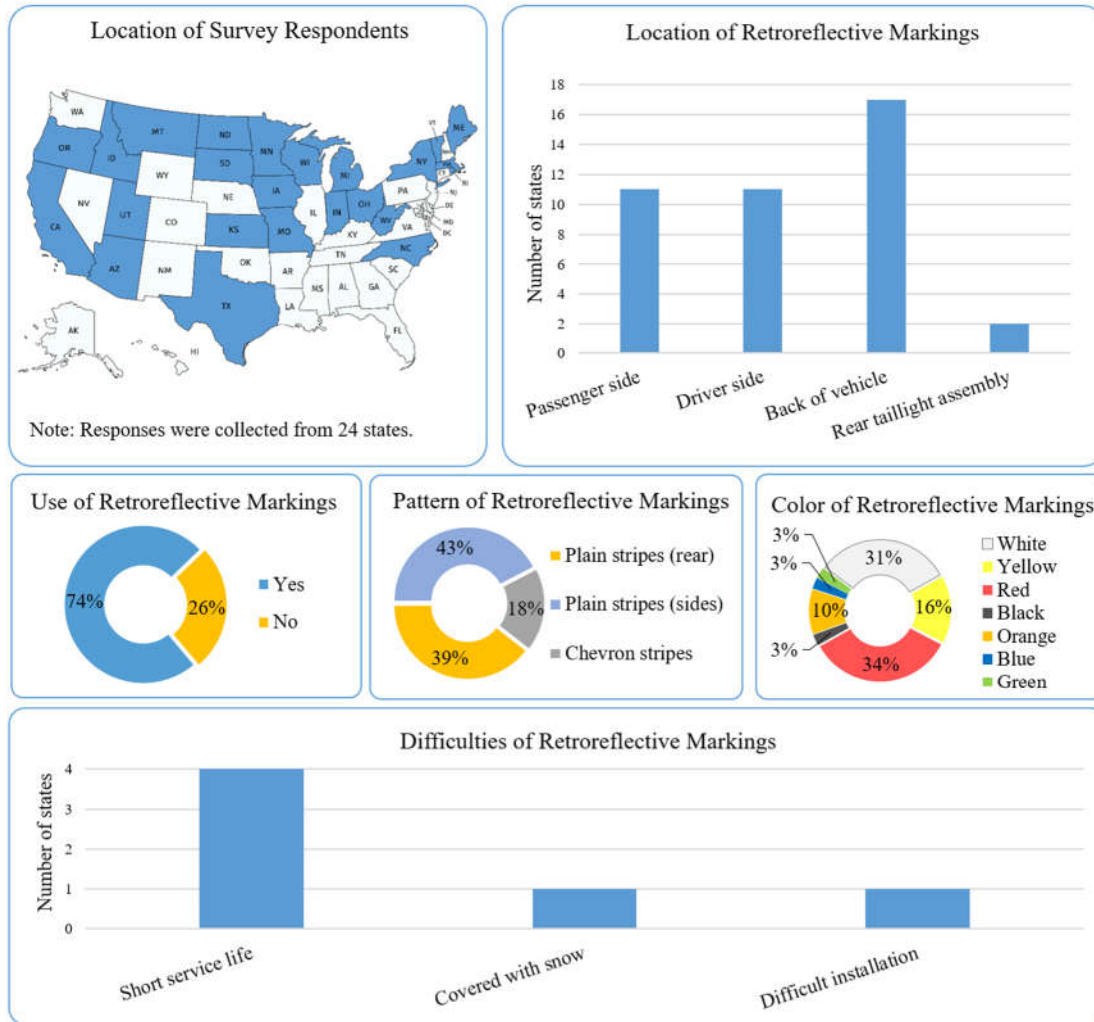 Location of Survey Respondents
WA
MT
ND
MN
ME
VT
OR
ID
SD
WI
NY
WY
MI
CT
RI
IA
PA
NJ
NE
NV
IL
IN
OH
DE
UT
CO
WV
MD
CA
KS
MO
KY
VA
DC
NC
TN
AZ
NM
OK
AR
SC
MS
AL
GA
TX
LA
AK
HI
FL
Note: Responses were collected from 24 states.
Location of Retroreflective Markings
Number of states
18
16
14
12
10
8
6
4
2
0
Passenger side
Driver side
Back of vehicle
Rear taillight assembly
Use of Retroreflective Markings
74%
26%
Yes
No
Pattern of Retroreflective Markings
43%
18%
39%
Plain stripes (rear)
Plain stripes (sides)
Chevron stripes
Color of Retroreflective Markings
3%
31%
3%
10%
16%
3%
34%
White
Yellow
Red
Black
Orange
Blue
Green
Difficulties of Retroreflective Markings
Number of states
4
3
2
1
0
Short service life
Covered with snow
Difficult installation